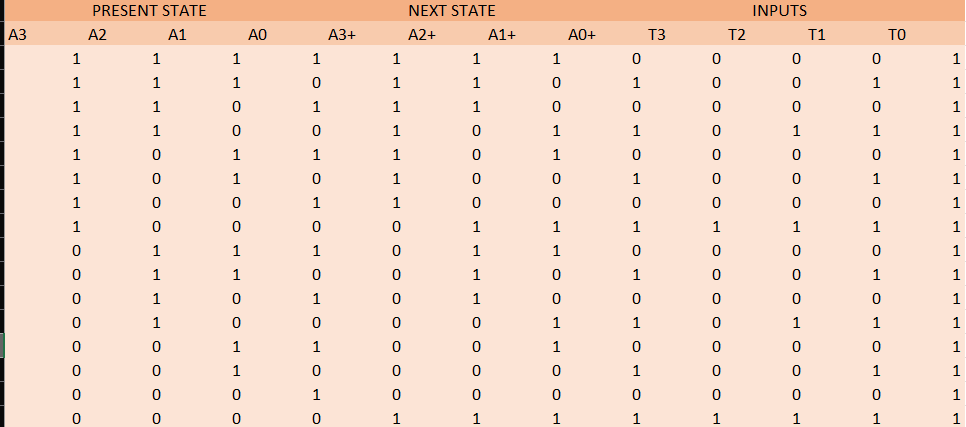 PRESENT STATE NEXT STATE INPUTS
A3 A2 A1 A0 A3+ A2+ A1+ A0+ T3 T2 T1 T0
1 1 1 1 1 1 1 0 0 0 0 1
1 1 1 0 1 1 0 1 0 0 1 1
1 1 0 1 1 1 0 0 0 0 0 1
1 1 0 0 1 0 1 1 0 1 1 1
1 0 1 1 1 0 1 0 0 0 0 1
1 0 1 0 1 0 0 1 0 0 1 1
1 0 0 1 1 0 0 0 0 0 0 1
1 0 0 0 0 1 1 1 1 1 1 1
0 1 1 1 0 1 1 0 0 0 0 1
0 1 1 0 0 1 0 1 0 0 1 1
0 1 0 1 0 1 0 0 0 0 0 1
0 1 0 0 0 0 1 1 0 1 1 1
0 0 1 1 0 0 1 0 0 0 0 1
0 0 1 0 0 0 0 1 0 0 1 1
0 0 0 1 0 0 0 0 0 0 0 1
0 0 0 0 1 1 1 1 1 1 1 1